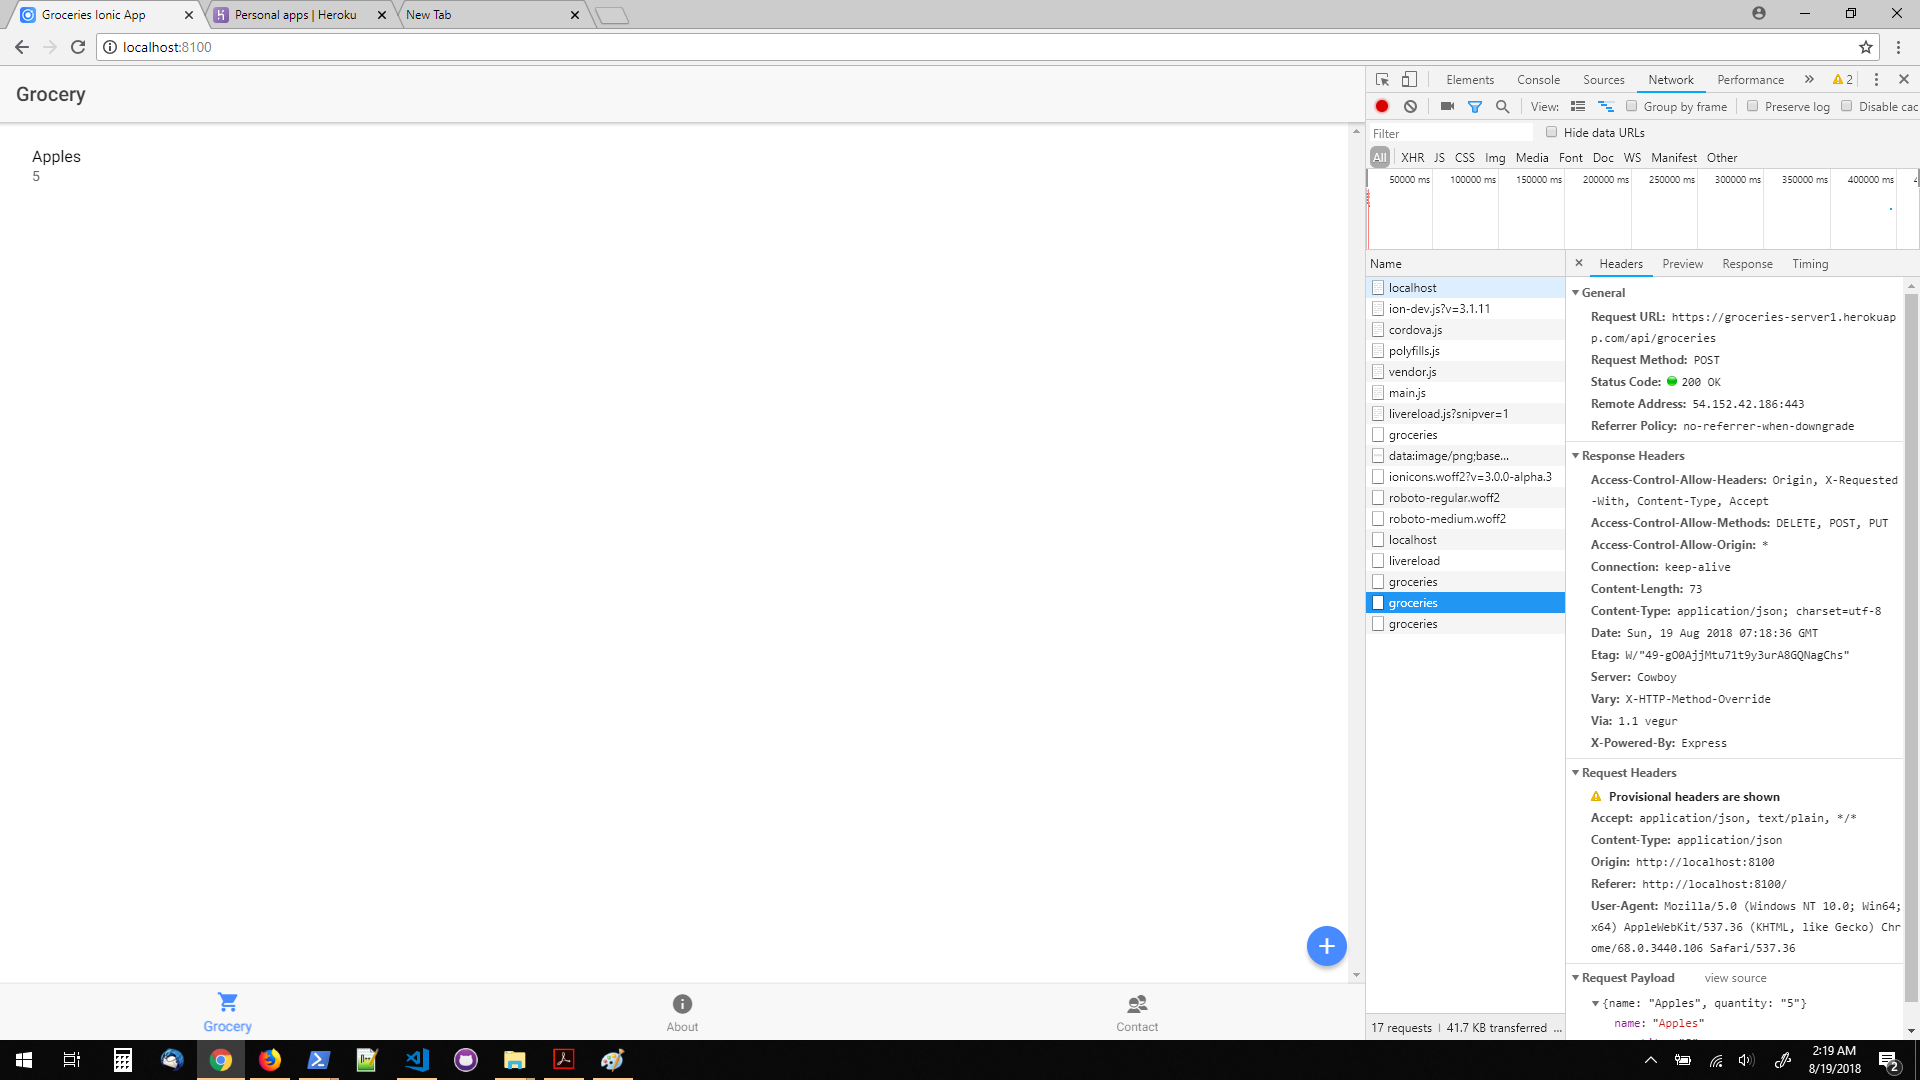 Groceries Ionic App
Personal apps | Heroku
New Tab
localhost:8100
Grocery
Apples
5
Grocery
About
Contact
Elements Console Sources Network Performance » 2
View: Group by frame Preserve log Disable cac
Filter Hide data URLs
All XHR JS CSS Img Media Font Doc WS Manifest Other
50000 ms 100000 ms 150000 ms 200000 ms 250000 ms 300000 ms 350000 ms 400000 ms
Name
localhost
ion-dev.js?v=3.1.11
cordova.js
polyfills.js
vendor.js
main.js
livereload.js?snipver=1
groceries
data:image/png;base...
ionicons.woff2?v=3.0.0-alpha.3
roboto-regular.woff2
roboto-medium.woff2
localhost
livereload
groceries
groceries
groceries
17 requests | 41.7 KB transferred ...
Headers Preview Response Timing
General
Request URL: https://groceries-server1.herokuap
p.com/api/groceries
Request Method: POST
Status Code: 200 OK
Remote Address: 54.152.42.186:443
Referrer Policy: no-referrer-when-downgrade
Response Headers
Access-Control-Allow-Headers: Origin, X-Requested
-With, Content-Type, Accept
Access-Control-Allow-Methods: DELETE, POST, PUT
Access-Control-Allow-Origin: *
Connection: keep-alive
Content-Length: 73
Content-Type: application/json; charset=utf-8
Date: Sun, 19 Aug 2018 07:18:36 GMT
Etag: W/"49-gO0AjjMtu71t9y3urA8GQNagChs"
Server: Cowboy
Vary: X-HTTP-Method-Override
Via: 1.1 vegur
X-Powered-By: Express
Request Headers
Provisional headers are shown
Accept: application/json, text/plain, */*
Content-Type: application/json
Origin: http://localhost:8100
Referer: http://localhost:8100/
User-Agent: Mozilla/5.0 (Windows NT 10.0; Win64;
x64) AppleWebKit/537.36 (KHTML, like Gecko) Chr
ome/68.0.3440.106 Safari/537.36
Request Payload view source
{name: "Apples", quantity: "5"}
name: "Apples"
2:19 AM
8/19/2018
2